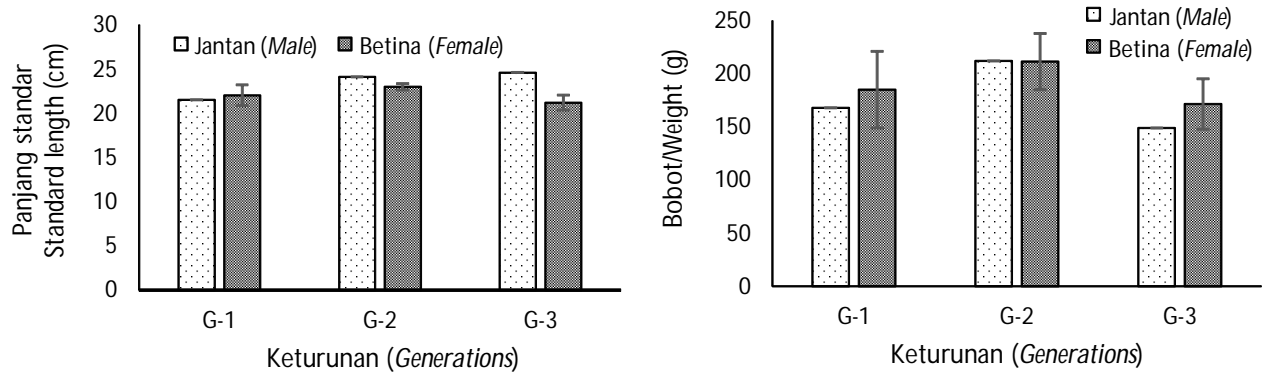 Panjang standar
Standard length (cm)
30
25
20
15
10
5
0
Jantan (Male)
Betina (Female)
G-1
G-2
G-3
Keturunan (Generations)
Bobot/Weight (g)
250
200
150
100
50
0
Jantan (Male)
Betina (Female)
G-1
G-2
G-3
Keturunan (Generations)